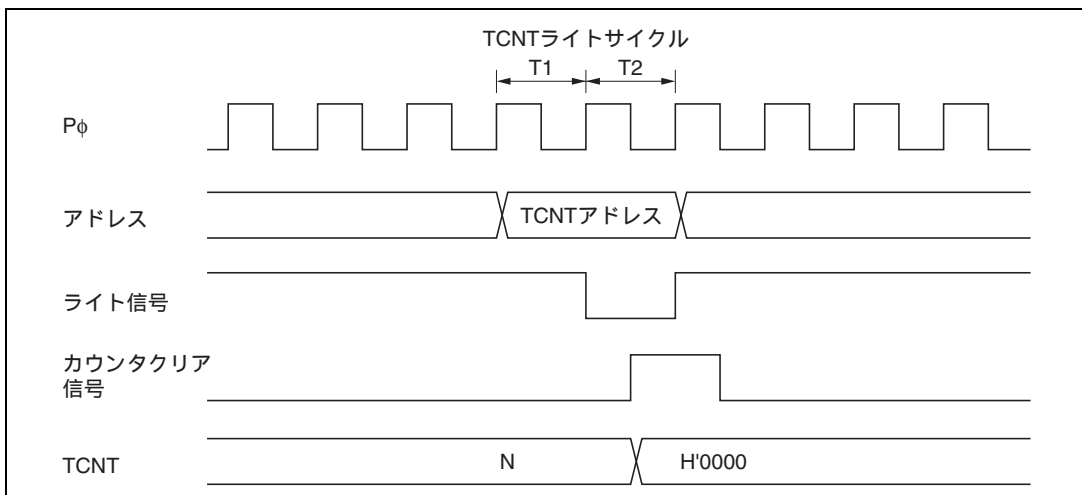 TCNTライトサイクル
T1 T2
Pφ
アドレス TCNTアドレス
ライト信号
カウンタクリア
信号
TCNT N H'0000